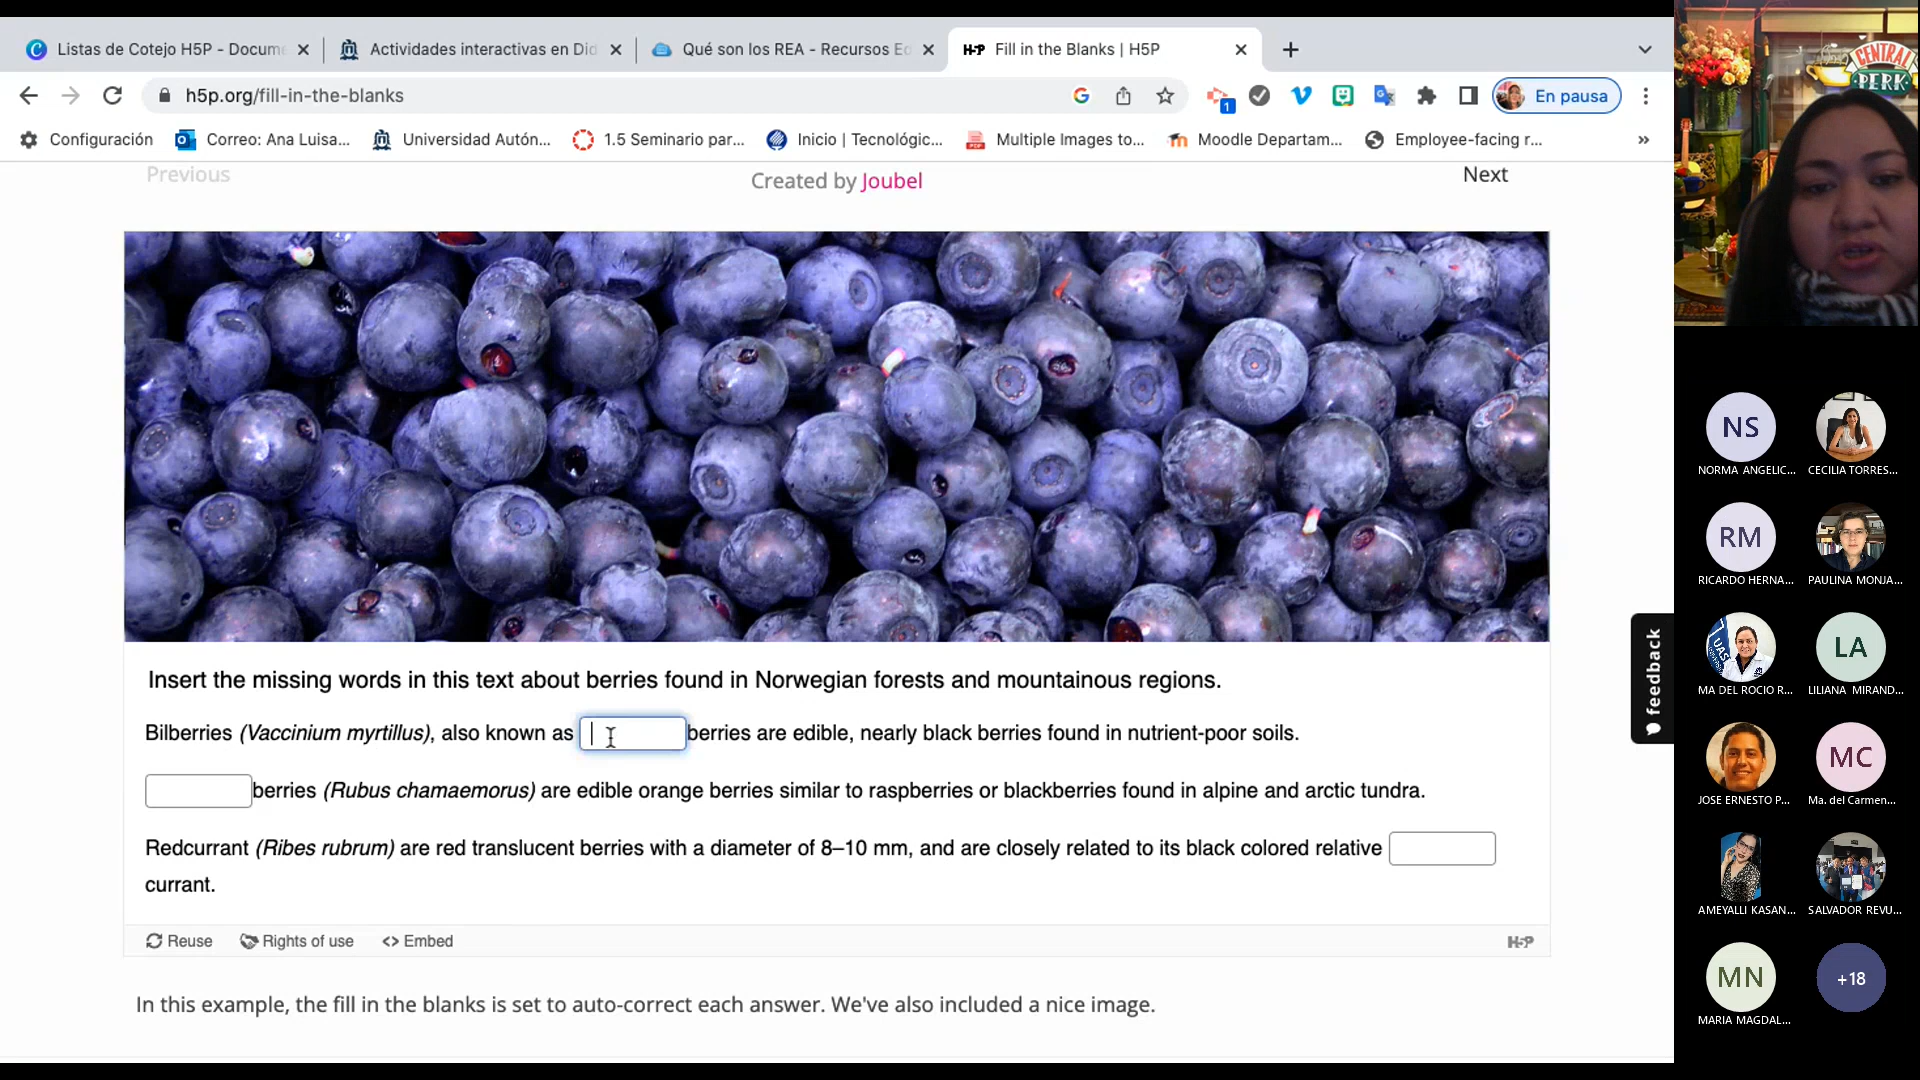 Listas de Cotejo H5P - Docume
Actividades interactivas en Did
Qué son los REA - Recursos Ed
H5P Fill in the Blanks | H5P
h5p.org/fill-in-the-blanks
1
En pausa
Configuración
Correo: Ana Luisa...
Universidad Autón...
1.5 Seminario par...
Inicio | Tecnológic...
Multiple Images to...
Moodle Departam...
Employee-facing r...
»
Previous
Created by Joubel
Next
Insert the missing words in this text about berries found in Norwegian forests and mountainous regions.
Bilberries (Vaccinium myrtillus), also known as berries are edible, nearly black berries found in nutrient-poor soils.
berries (Rubus chamaemorus) are edible orange berries similar to raspberries or blackberries found in alpine and arctic tundra.
Redcurrant (Ribes rubrum) are red translucent berries with a diameter of 8–10 mm, and are closely related to its black colored relative
currant.
Reuse
Rights of use
<> Embed
H5P
In this example, the fill in the blanks is set to auto-correct each answer. We've also included a nice image.
feedback
CENTRAL
PERK
NS
NORMA ANGELIC...
CECILIA TORRES...
RM
RICARDO HERNA...
PAULINA MONJA...
MA DEL ROCIO R...
LA
LILIANA MIRAND...
JOSE ERNESTO P...
MC
Ma. del Carmen...
AMEYALLI KASAN...
SALVADOR REVU...
MN
MARIA MAGDAL...
+18